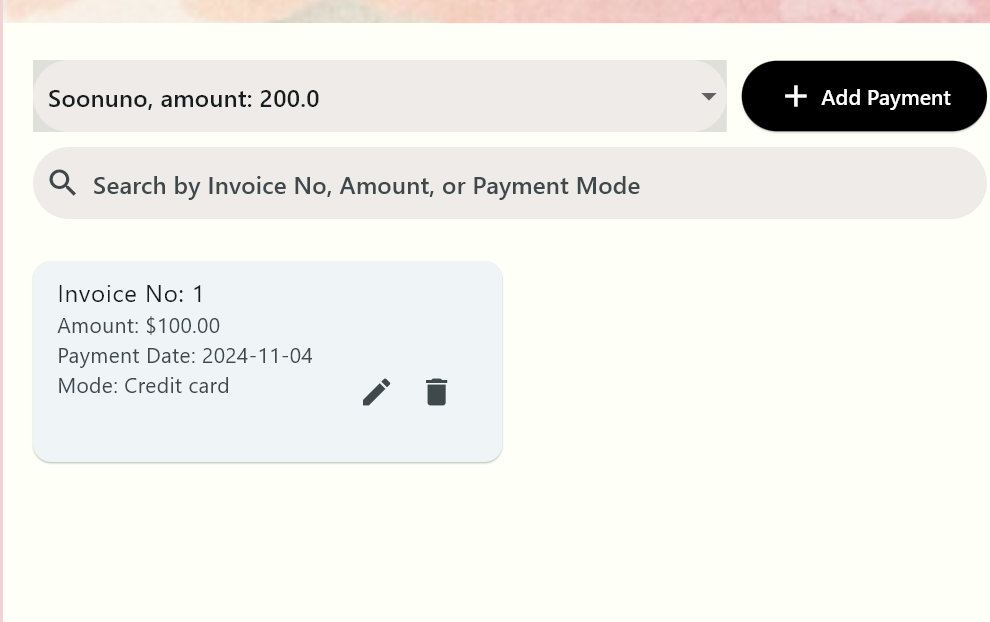 Soonuno, amount: 200.0
Add Payment
Search by Invoice No, Amount, or Payment Mode
Invoice No: 1
Amount: $100.00
Payment Date: 2024-11-04
Mode: Credit card